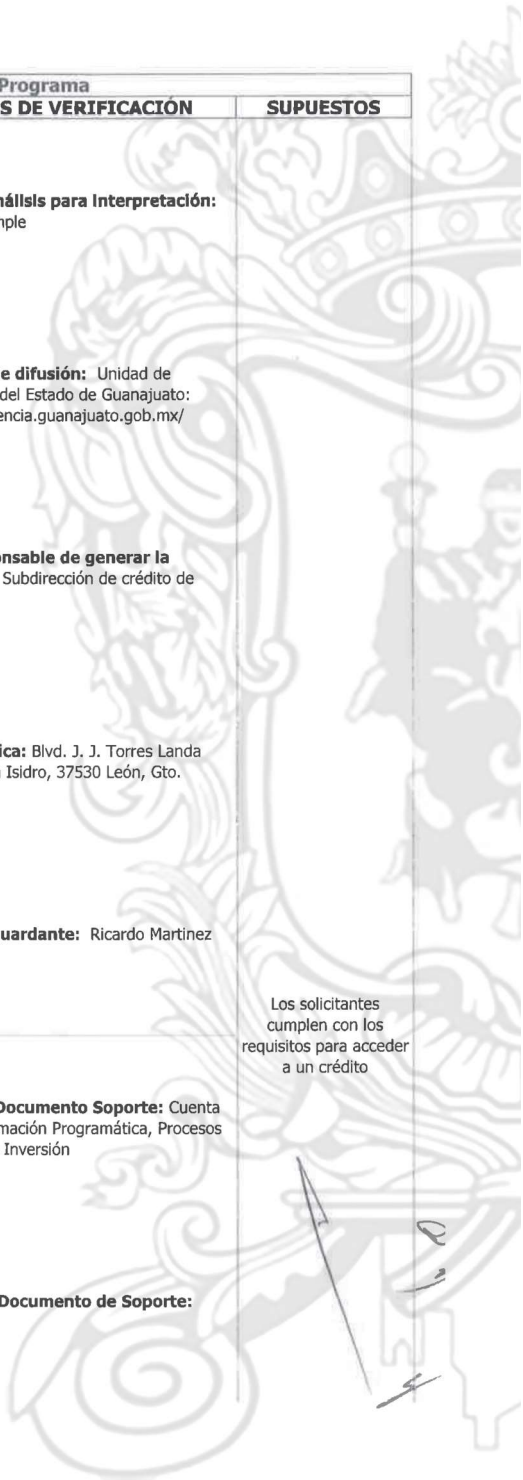 Programa
S DE VERIFICACIÓN SUPUESTOS
nálisis para Interpretación:
mple
e difusión: Unidad de
del Estado de Guanajuato:
encia.guanajuato.gob.mx/
onsable de generar la
Subdirección de crédito de
ica: Blvd. J. J. Torres Landa
Isidro, 37530 León, Gto.
uardante: Ricardo Martinez
Los solicitantes
cumplen con los
requisitos para acceder
a un crédito
Documento Soporte: Cuenta
mación Programática, Procesos
Inversión
Documento de Soporte: